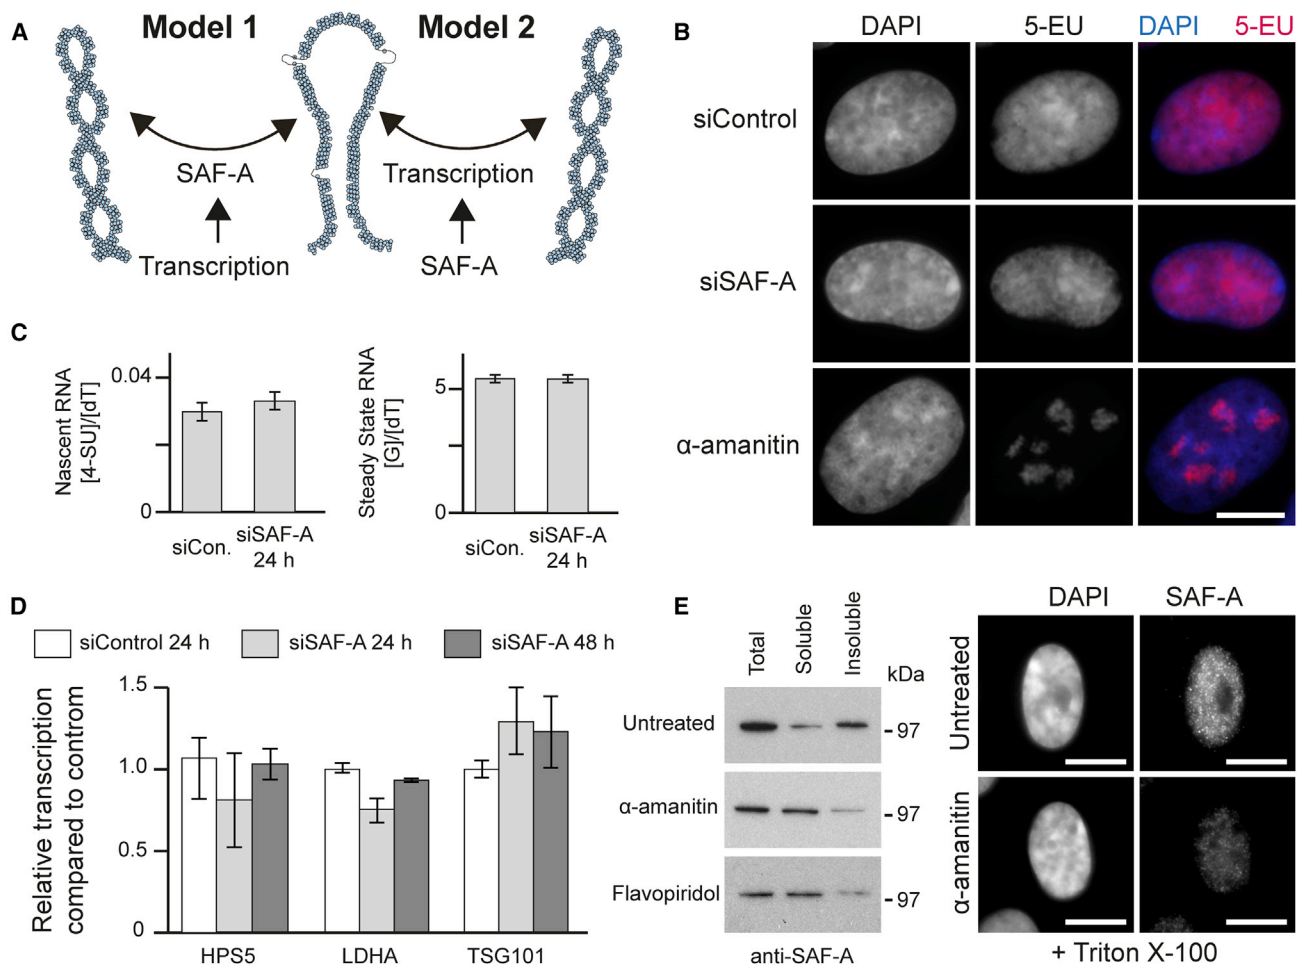 A
Model 1
Model 2
SAF-A
Transcription
Transcription
SAF-A
B
DAPI
5-EU
DAPI 5-EU
siControl
siSAF-A
α-amanitin
C
Nascent RNA
[4-SU]/[dT]
0.04
0
siCon.
siSAF-A
24 h
Steady State RNA
[G]/[dT]
5
0
siCon.
siSAF-A
24 h
D
siControl 24 h
siSAF-A 24 h
siSAF-A 48 h
Relative transcription
compared to controm
1.5
1.0
0.5
0
HPS5
LDHA
TSG101
E
Total
Soluble
Insoluble
kDa
Untreated
- 97
α-amanitin
- 97
Flavopiridol
- 97
anti-SAF-A
DAPI
SAF-A
Untreated
α-amanitin
+ Triton X-100